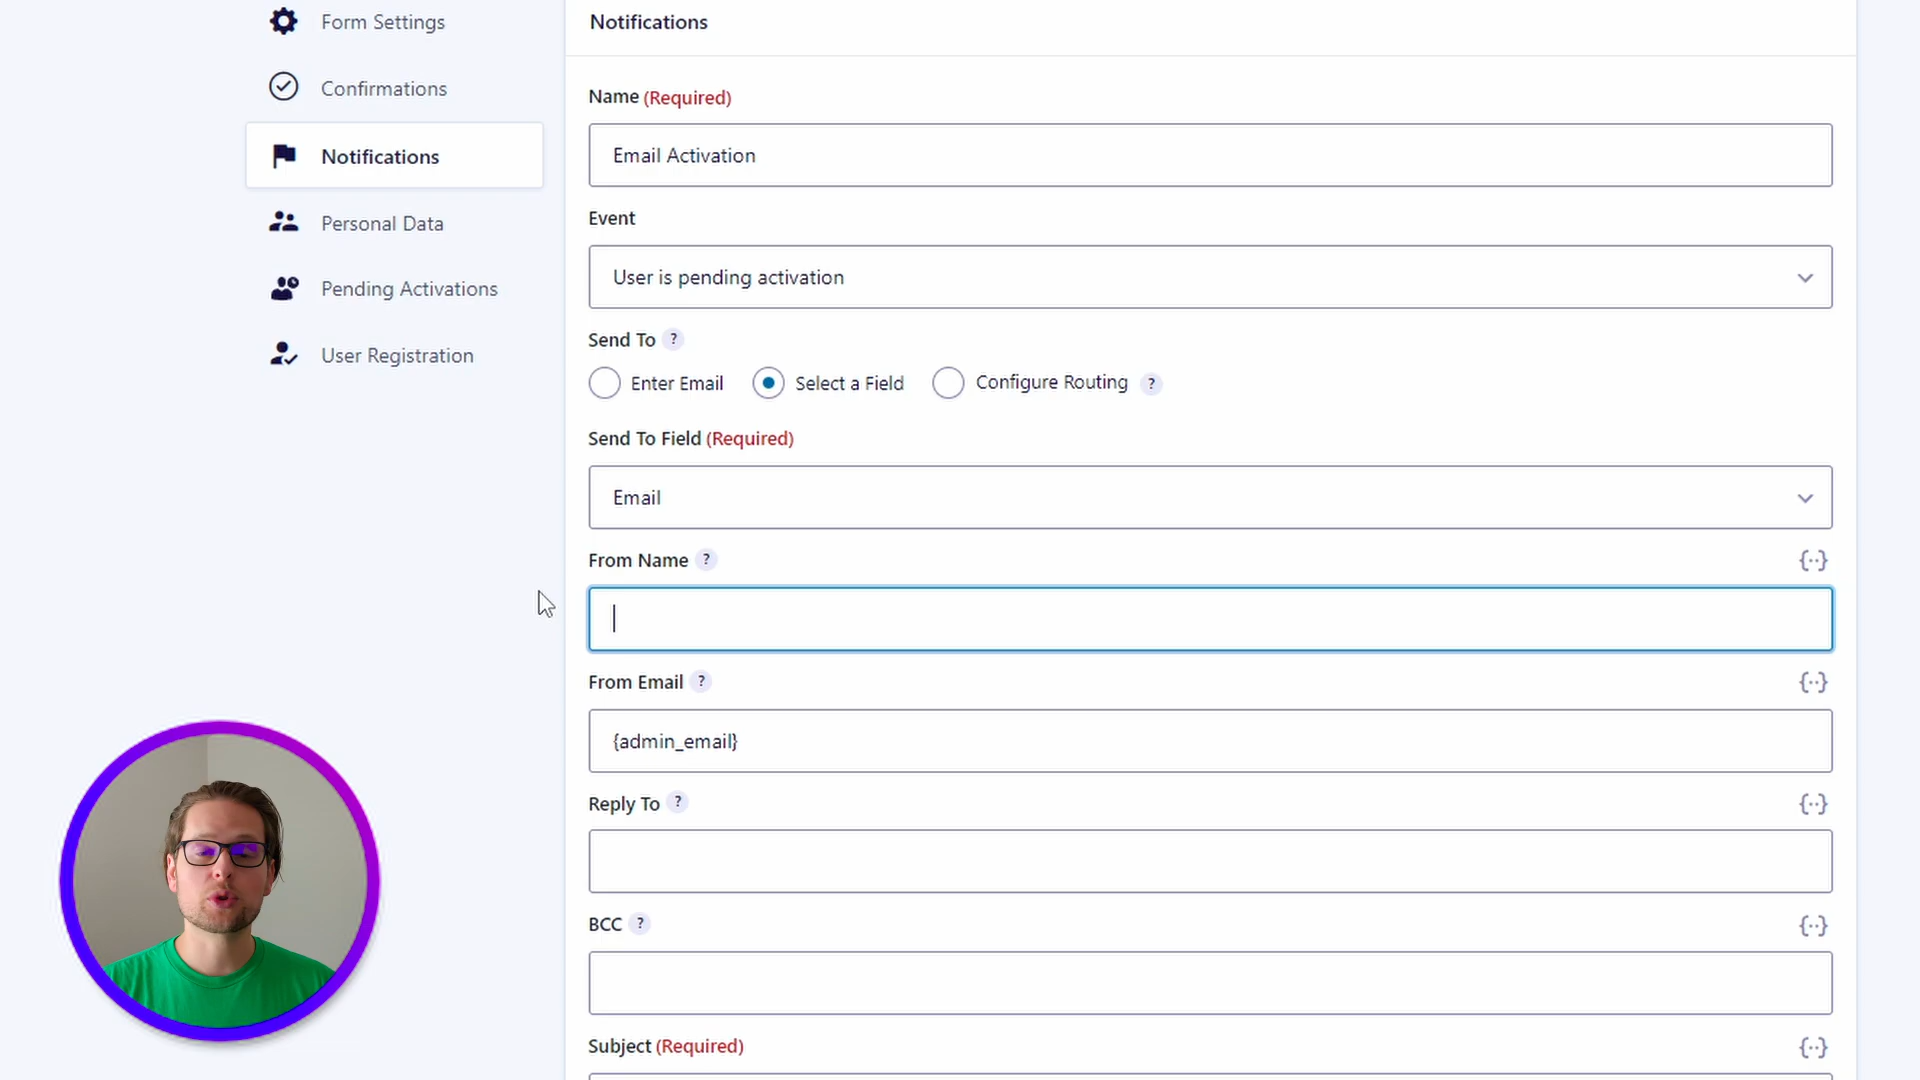 Form Settings
Confirmations
Notifications
Personal Data
Pending Activations
User Registration
Notifications
Name (Required)
Email Activation
Event
User is pending activation
Send To ?
Enter Email Select a Field Configure Routing ?
Send To Field (Required)
Email
From Name ? {··}
From Email ? {··}
{admin_email}
Reply To ? {··}
BCC ? {··}
Subject (Required) {··}